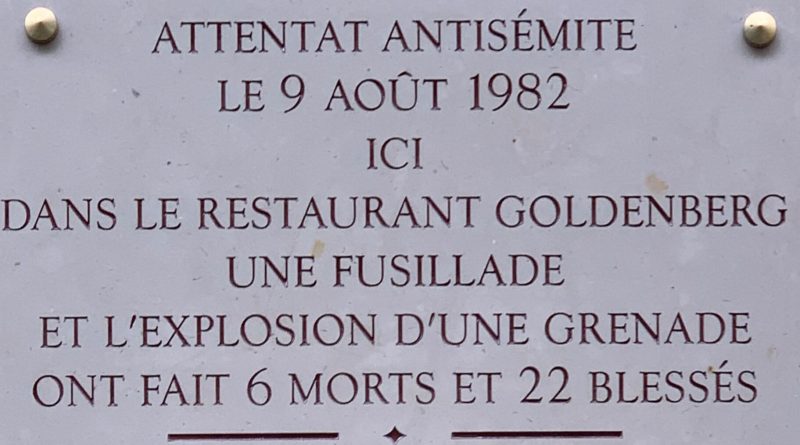 ATTENTAT ANTISÉMITE
LE 9 AOÛT 1982
ICI
DANS LE RESTAURANT GOLDENBERG
UNE FUSILLADE
ET L'EXPLOSION D'UNE GRENADE
ONT FAIT 6 MORTS ET 22 BLESSÉS